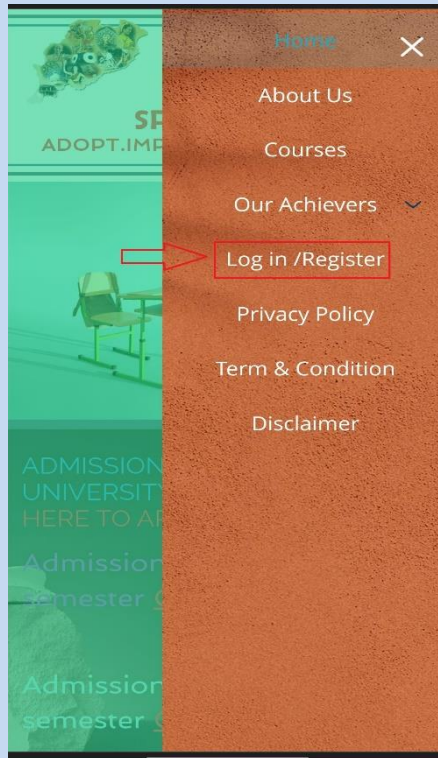 Home
About Us
Courses
Our Achievers
Log in /Register
Privacy Policy
Term & Condition
Disclaimer
SP
ADOPT.IMP
ADMISSION
UNIVERSITY
HERE TO AP
Admission
semester
Admission
semester